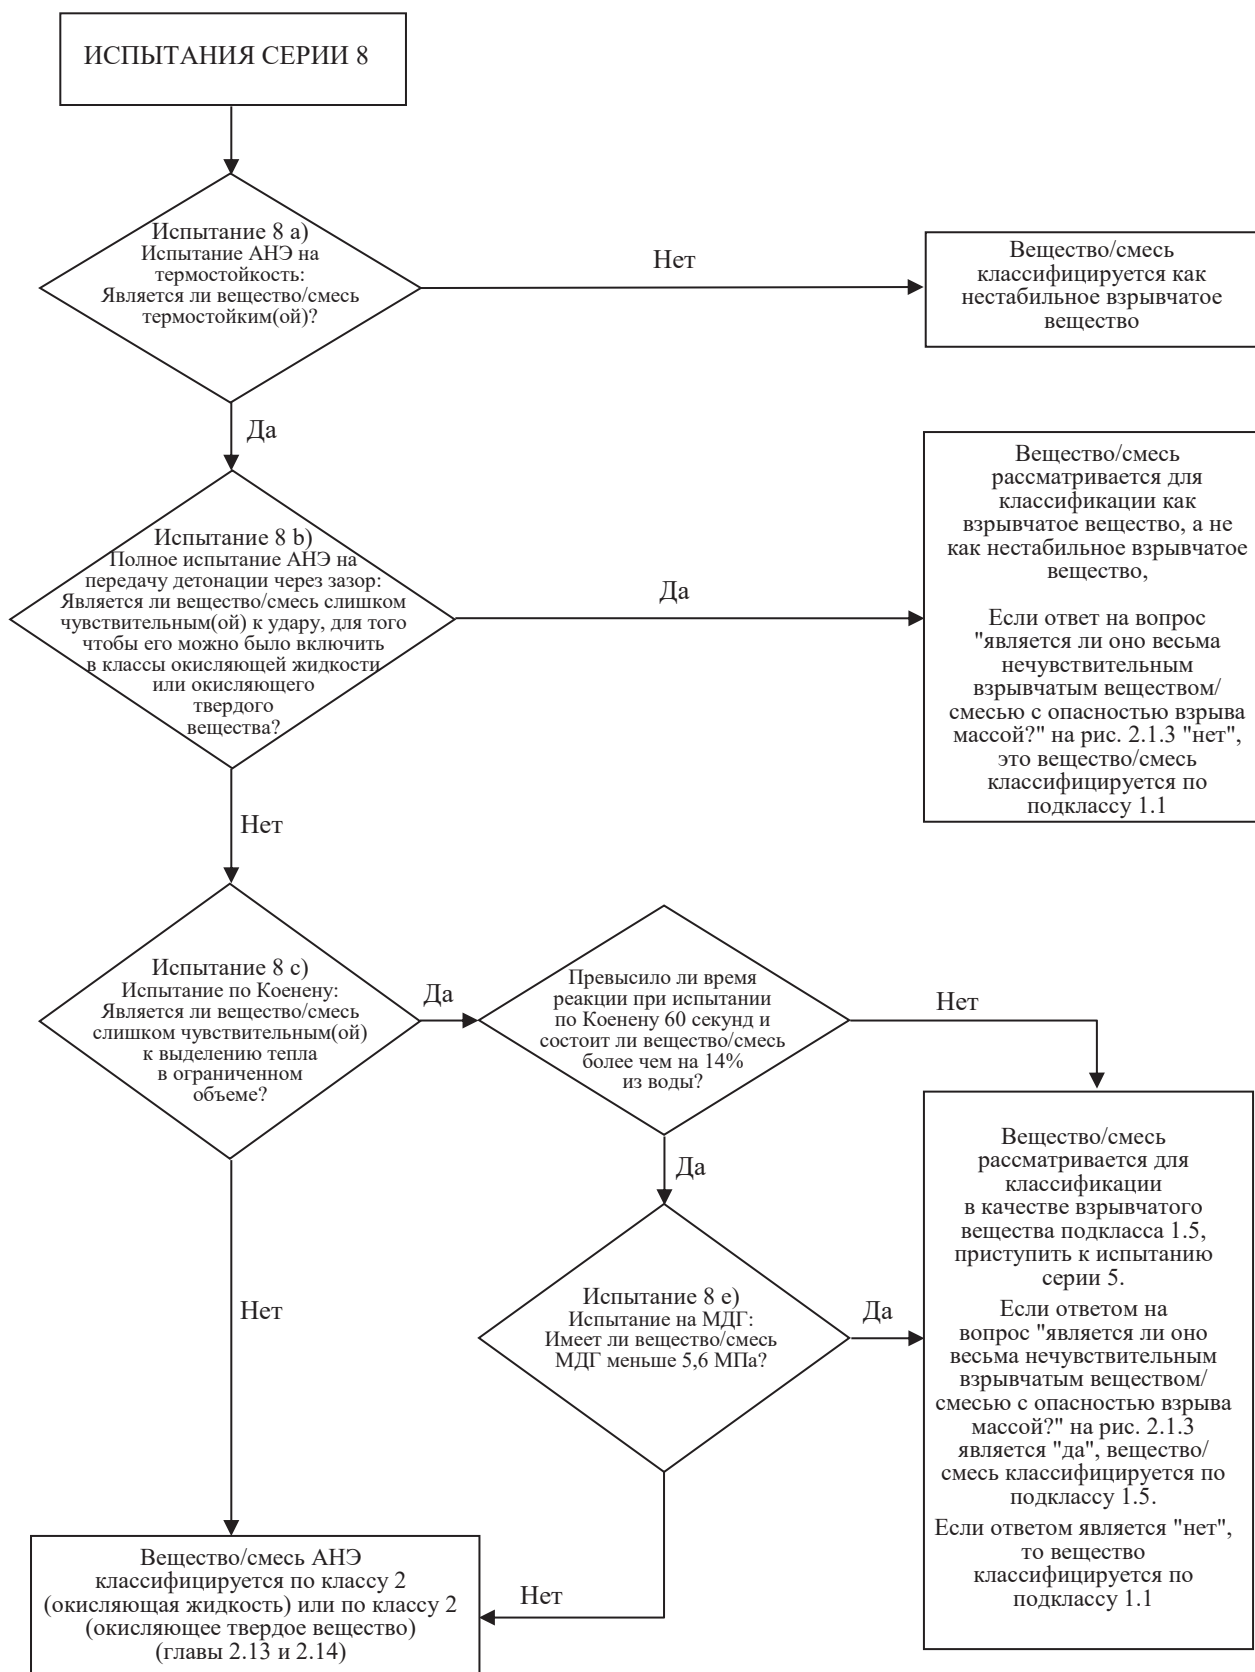 ИСПЫТАНИЯ СЕРИИ 8
Испытание 8 a)
Испытание АНЭ на
термостойкость:
Является ли вещество/смесь
термостойким(ой)?
Нет
Вещество/смесь
классифицируется как
нестабильное взрывчатое
вещество
Да
Испытание 8 b)
Полное испытание АНЭ на
передачу детонации через зазор:
Является ли вещество/смесь слишком
чувствительным(ой) к удару, для того
чтобы его можно было включить
в классы окисляющей жидкости
или окисляющего
твердого
вещества?
Да
Вещество/смесь
рассматривается для
классификации как
взрывчатое вещество, а не
как нестабильное взрывчатое
вещество,
Если ответ на вопрос
"является ли оно весьма
нечувствительным
взрывчатым веществом/
смесью с опасностью взрыва
массой?" на рис. 2.1.3 "нет",
это вещество/смесь
классифицируется по
подклассу 1.1
Нет
Испытание 8 c)
Испытание по Коенену:
Является ли вещество/смесь
слишком чувствительным(ой)
к выделению тепла
в ограниченном
объеме?
Да
Превысило ли время
реакции при испытании
по Коенену 60 секунд и
состоит ли вещество/смесь
более чем на 14%
из воды?
Нет
Да
Вещество/смесь
рассматривается для
классификации
в качестве взрывчатого
вещества подкласса 1.5,
приступить к испытанию
серии 5.
Если ответом на
вопрос "является ли оно
весьма нечувствительным
взрывчатым веществом/
смесью с опасностью взрыва
массой?" на рис. 2.1.3
является "да", вещество/
смесь классифицируется по
подклассу 1.5.
Если ответом является "нет",
то вещество
классифицируется по
подклассу 1.1
Нет
Испытание 8 e)
Испытание на МДГ:
Имеет ли вещество/смесь
МДГ меньше 5,6 МПа?
Да
Нет
Вещество/смесь АНЭ
классифицируется по классу 2
(окисляющая жидкость) или по классу 2
(окисляющее твердое вещество)
(главы 2.13 и 2.14)